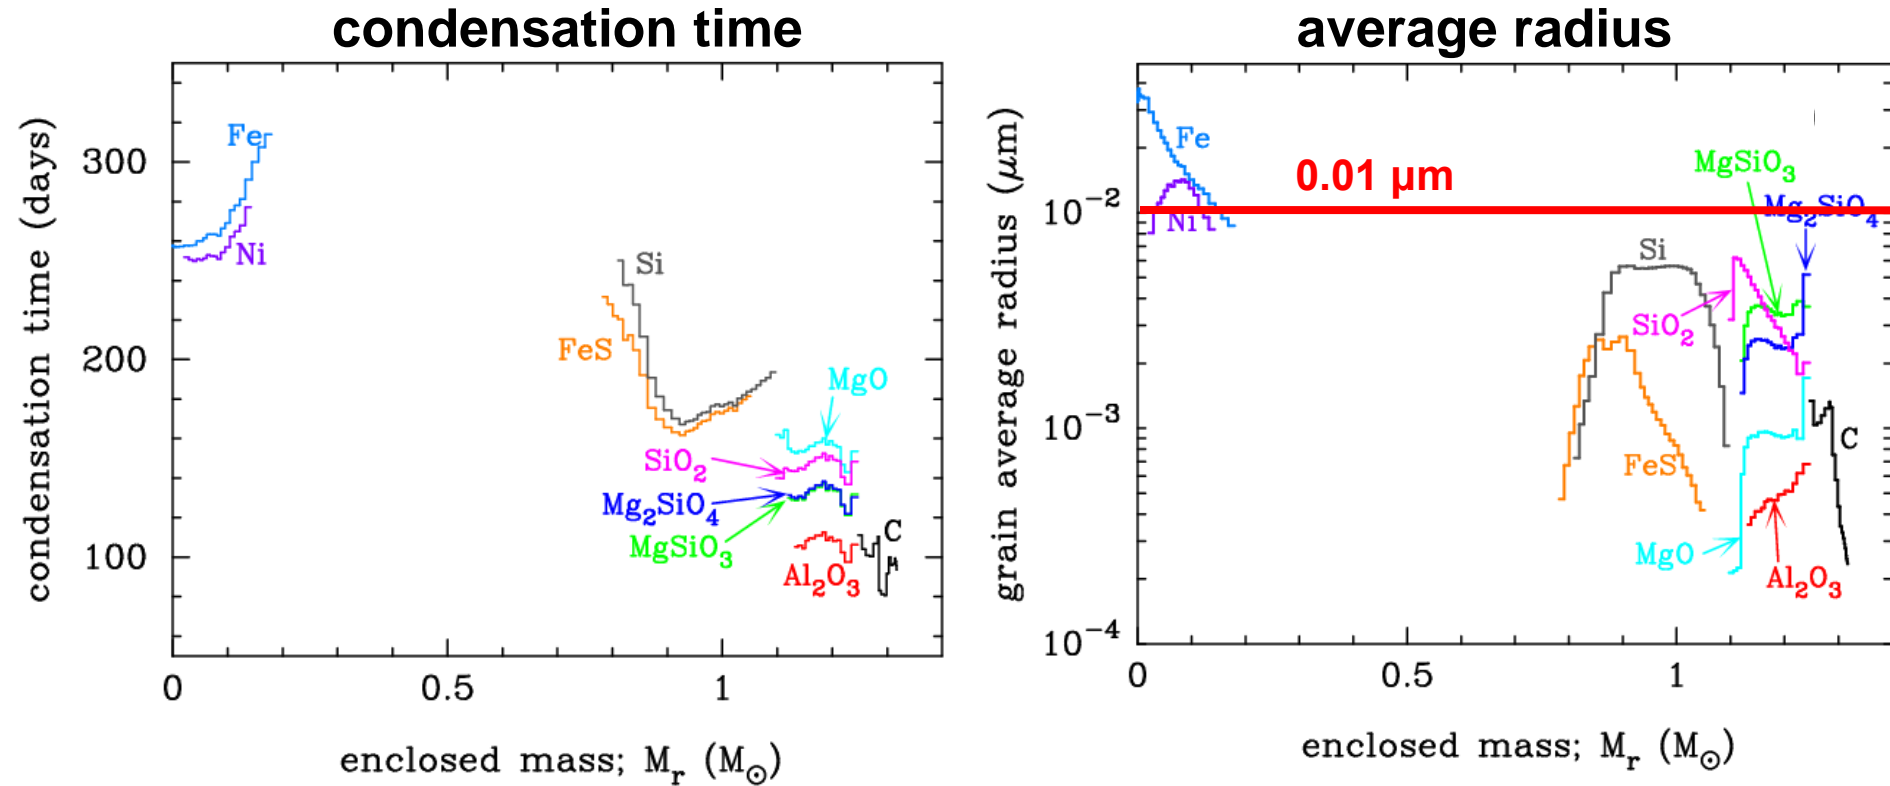 condensation time
average radius
condensation time (days)
300
200
100
Fe
Ni
Si
FeS
MgO
SiO₂
Mg₂SiO₄
MgSiO₃
Al₂O₃
C
0
0.5
1
enclosed mass; Mᵣ (M☉)
grain average radius (μm)
10⁻²
10⁻³
10⁻⁴
Fe
0.01 μm
Ni
MgSiO₃
Mg₂SiO₄
Si
SiO₂
FeS
C
MgO
Al₂O₃
0
0.5
1
enclosed mass; Mᵣ (M☉)